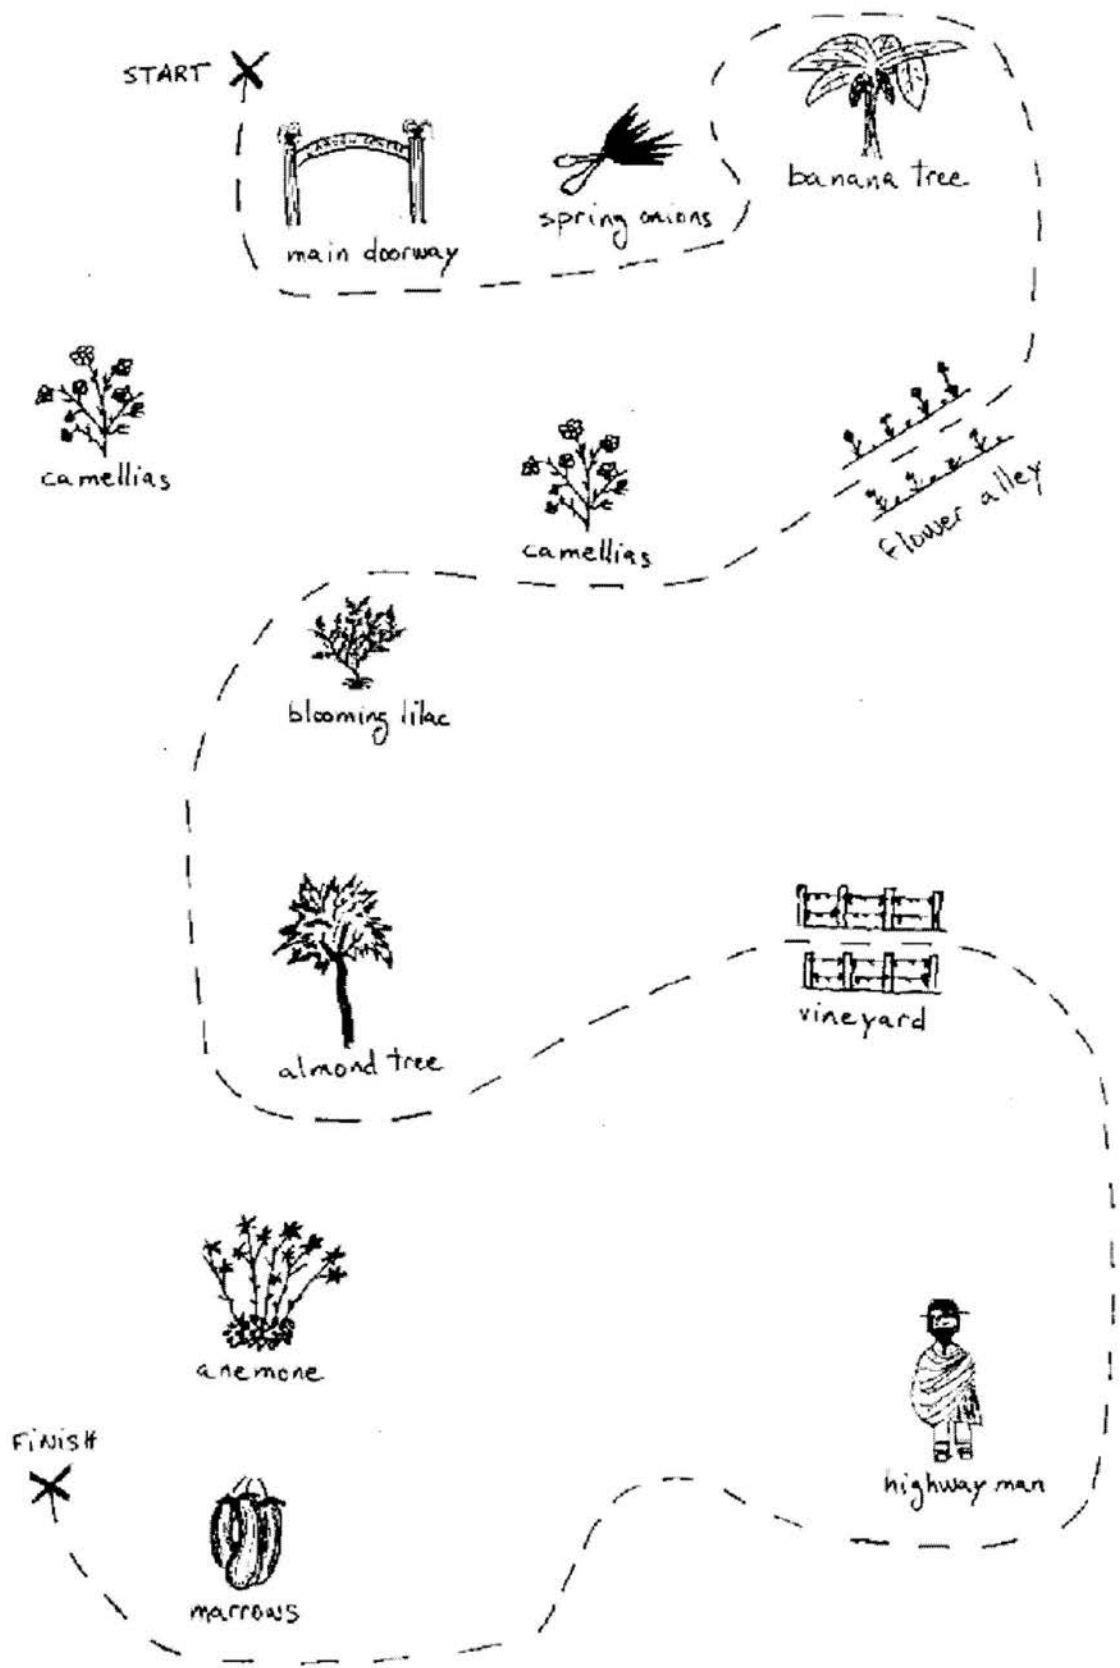 START
main doorway
spring onions
banana tree
camellias
camellias
flower alley
blooming lilac
almond tree
vineyard
anemone
highway man
FINISH
marrows